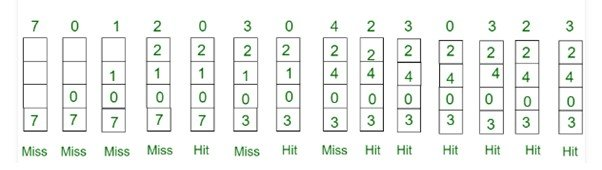 7 0 1 2 0 3 0 4 2 3 0 3 2 3
2 2 2 2 2 2 2 2 2 2 2
1 1 1 1 1 4 4 4 4 4 4 4
0 0 0 0 0 0 0 0 0 0 0 0 0
7 7 7 7 7 3 3 3 3 3 3 3 3 3
Miss Miss Miss Miss Hit Miss Hit Miss Hit Hit Hit Hit Hit Hit